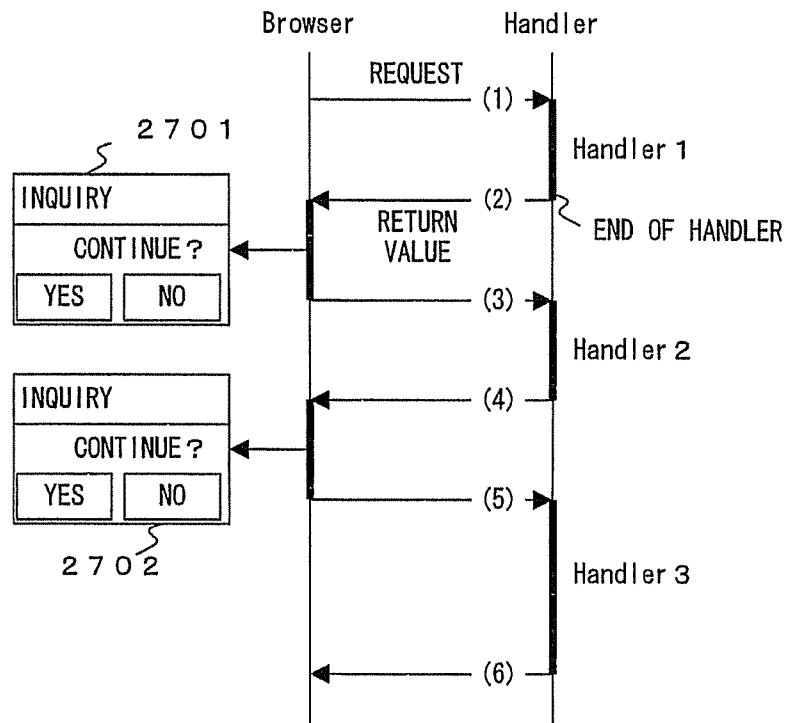 Browser Handler
REQUEST
(1)
2701
Handler 1
INQUIRY
(2)
CONTINUE?
RETURN
VALUE
END OF HANDLER
YES NO
(3)
Handler 2
INQUIRY
(4)
CONTINUE?
YES NO
(5)
2702
Handler 3
(6)